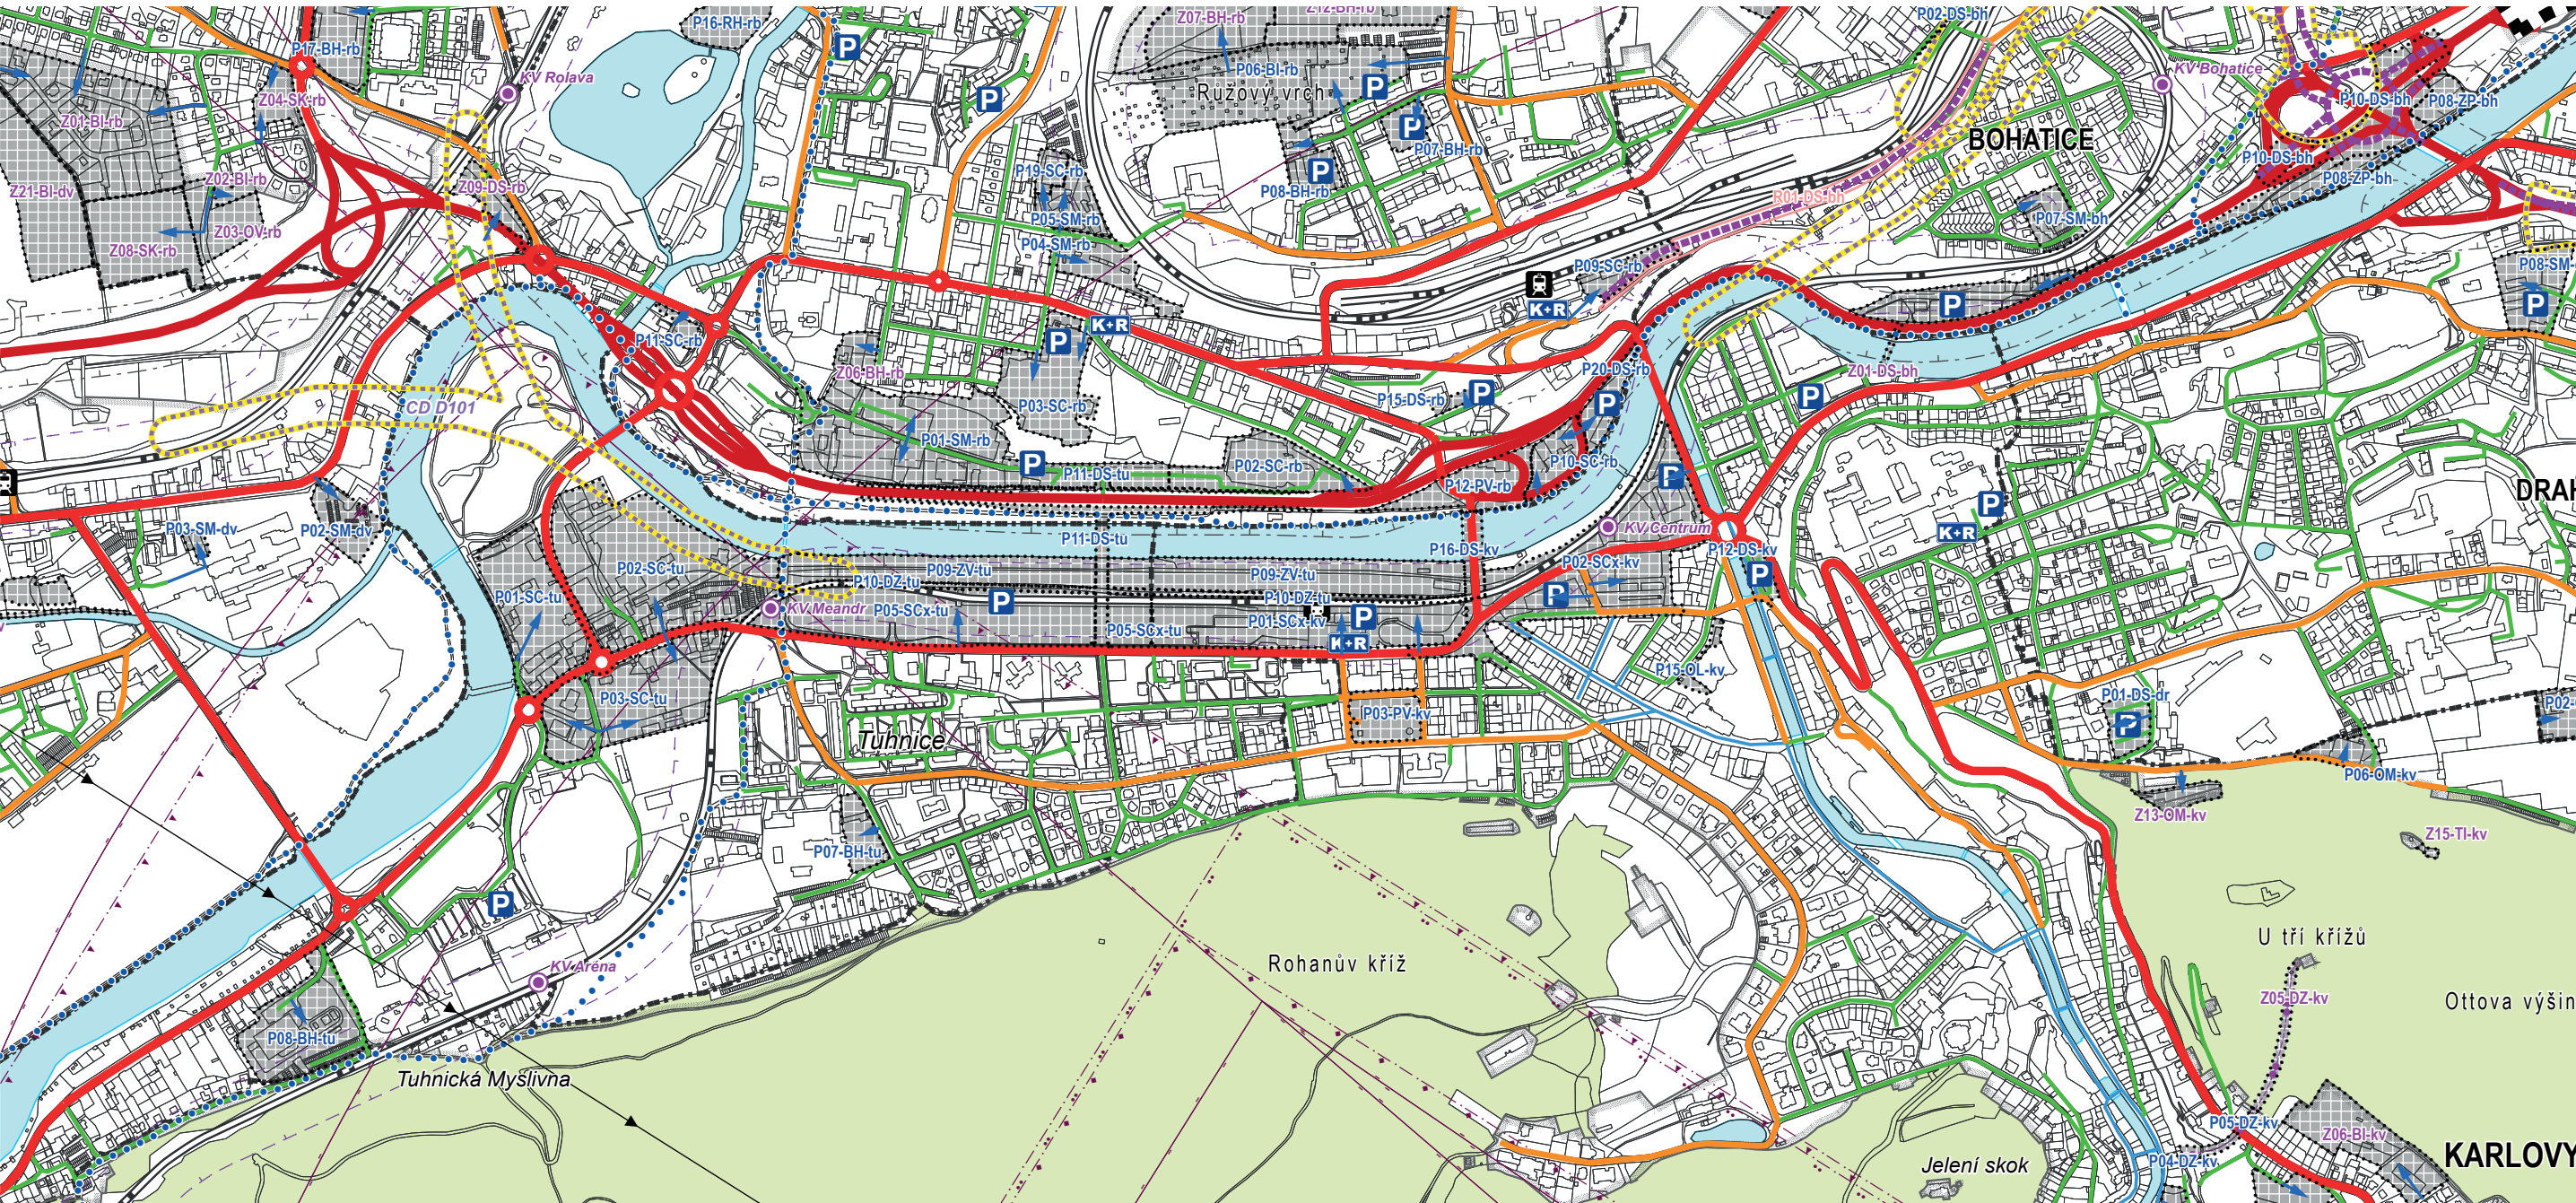 Z07-BH-rb
Z12-BH-rb
P02-DS-bh
P16-RH-rb
P17-BH-rb
P
KV Rolava
P06-BI-rb
KV Bohatice
P
P
Růžový vrch
Z04-SK-rb
P10-DS-bh
P08-ZP-bh
Z01-BI-rb
P
P07-BH-rb
BOHATICE
P10-DS-bh
P19-SC-rb
P
P08-BH-rb
P08-ZP-bh
Z02-BI-rb
Z09-DS-rb
Z21-BI-dv
R01-DS-bh
P05-SM-rb
P07-SM-bh
Z03-OV-rb
P04-SM-rb
Z08-SK-rb
P09-SC-rb
P08-SM-
K+R
P
P
K+R
P11-SC-rb
P
Z06-BH-rb
P20-DS-rb
Z01-DS-bh
P15-DS-rb
P
P
P
CD D101
P03-SC-rb
P01-SM-rb
P
P11-DS-tu
P02-SC-rb
P10-SC-rb
P
P12-PV-rb
DRAH
P
P03-SM-dv
P02-SM-dv
P11-DS-tu
KV Centrum
K+R
P16-DS-kv
P12-DS-kv
P02-SC-tu
P09-ZV-tu
P09-ZV-tu
P02-SCx-kv
P
P10-DZ-tu
P10-DZ-tu
P
P01-SC-tu
KV Meandr
P05-SCx-tu
P
P01-SCx-kv
P
P05-SCx-tu
K+R
P15-OL-kv
P03-SC-tu
P01-DS-dr
P02-
P03-PV-kv
P
Tuhnice
P06-OM-kv
Z13-OM-kv
Z15-TI-kv
P07-BH-tu
P
U tří křížů
Rohanův kříž
KV Aréna
Z05-DZ-kv
Ottova výšin
P08-BH-tu
Tuhnická Myslivna
P05-DZ-kv
Z06-BI-kv
KARLOVY
P04-DZ-kv
Jelení skok